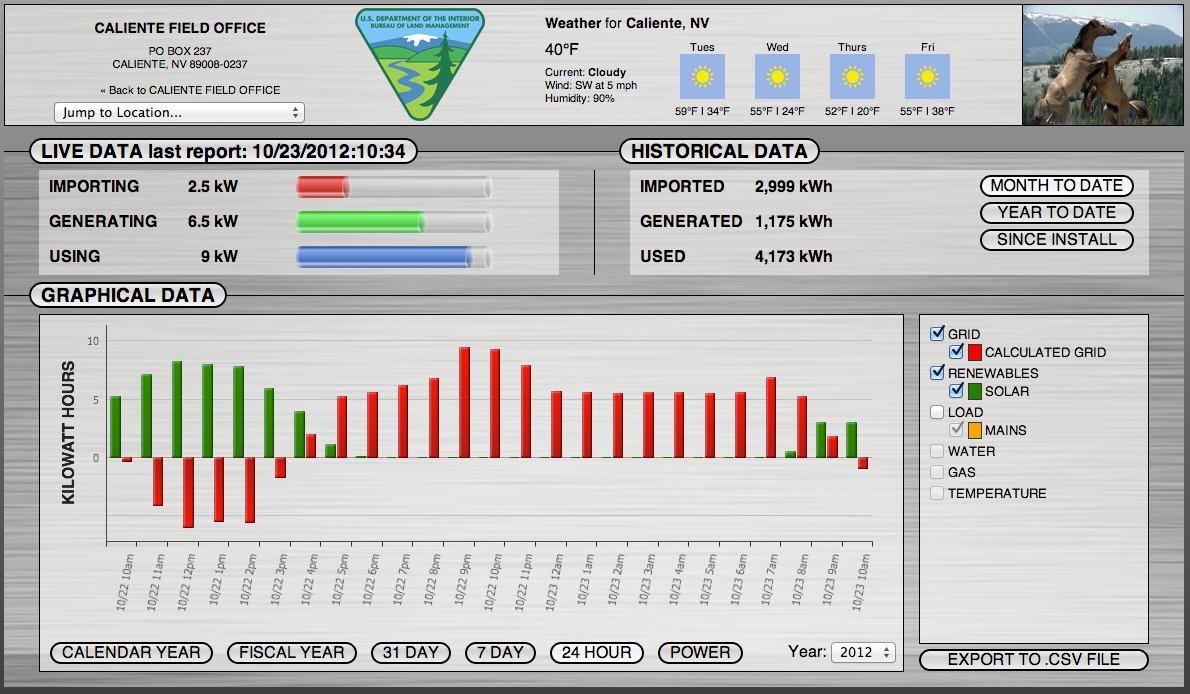 CALIENTE FIELD OFFICE
PO BOX 237
CALIENTE, NV 89008-0237
« Back to CALIENTE FIELD OFFICE
Jump to Location...
U.S. DEPARTMENT OF THE INTERIOR
BUREAU OF LAND MANAGEMENT
Weather for Caliente, NV
40°F
Current: Cloudy
Wind: SW at 5 mph
Humidity: 90%
Tues Wed Thurs Fri
59°F | 34°F 55°F | 24°F 52°F | 20°F 55°F | 38°F
LIVE DATA last report: 10/23/2012:10:34
IMPORTING 2.5 kW
GENERATING 6.5 kW
USING 9 kW
HISTORICAL DATA
IMPORTED 2,999 kWh
GENERATED 1,175 kWh
USED 4,173 kWh
MONTH TO DATE
YEAR TO DATE
SINCE INSTALL
GRAPHICAL DATA
KILOWATT HOURS
10
5
0
10/22 10am
10/22 11am
10/22 12pm
10/22 1pm
10/22 2pm
10/22 3pm
10/22 4pm
10/22 5pm
10/22 6pm
10/22 7pm
10/22 8pm
10/22 9pm
10/22 10pm
10/22 11pm
10/23 12am
10/23 1am
10/23 2am
10/23 3am
10/23 4am
10/23 5am
10/23 6am
10/23 7am
10/23 8am
10/23 9am
10/23 10am
CALENDAR YEAR FISCAL YEAR 31 DAY 7 DAY 24 HOUR POWER Year: 2012
GRID
CALCULATED GRID
RENEWABLES
SOLAR
LOAD
MAINS
WATER
GAS
TEMPERATURE
EXPORT TO .CSV FILE